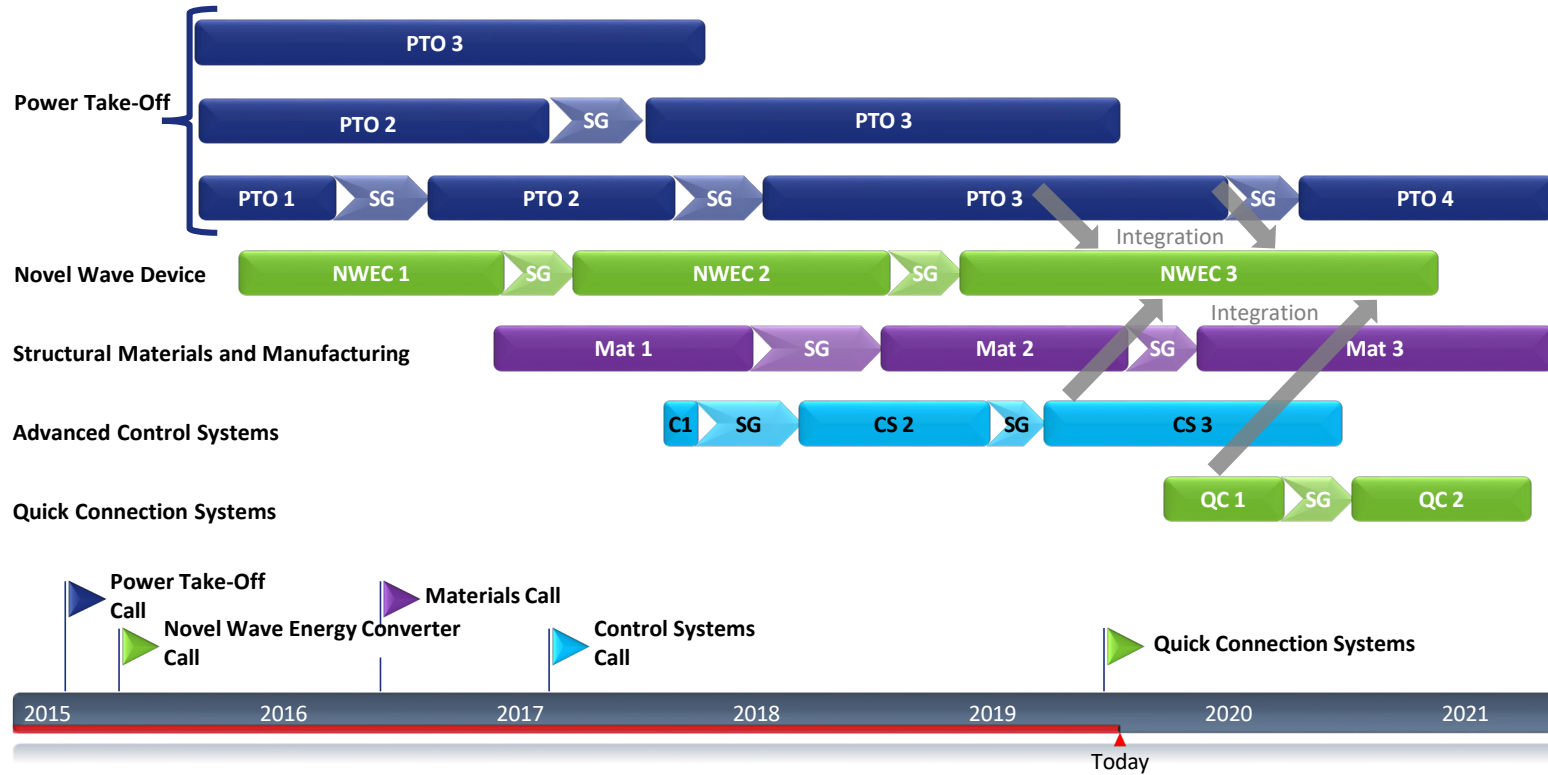 PTO 3
Power Take-Off
PTO 2 SG PTO 3
PTO 1 SG PTO 2 SG PTO 3 SG PTO 4
Integration
Novel Wave Device NWEC 1 SG NWEC 2 SG NWEC 3
Integration
Structural Materials and Manufacturing Mat 1 SG Mat 2 SG Mat 3
Advanced Control Systems C1 SG CS 2 SG CS 3
Quick Connection Systems QC 1 SG QC 2
Power Take-Off
Call
Materials Call
Novel Wave Energy Converter
Call
Control Systems
Call
Quick Connection Systems
2015 2016 2017 2018 2019 2020 2021
Today